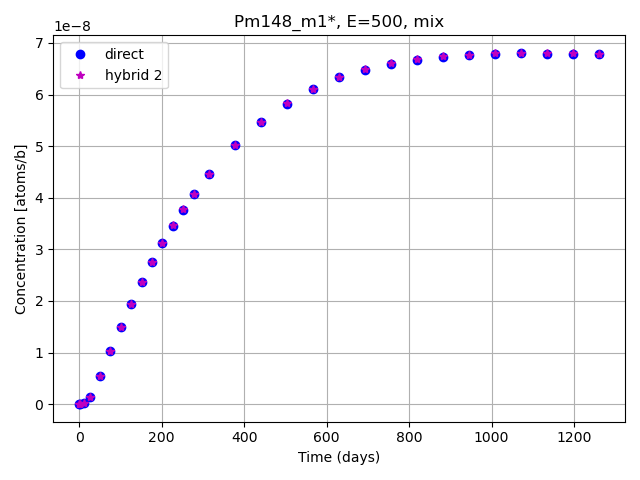 Pm148_m1*, E=500, mix
1e−8
direct
hybrid 2
7
6
5
4
3
2
1
0
Concentration [atoms/b]
0 200 400 600 800 1000 1200
Time (days)